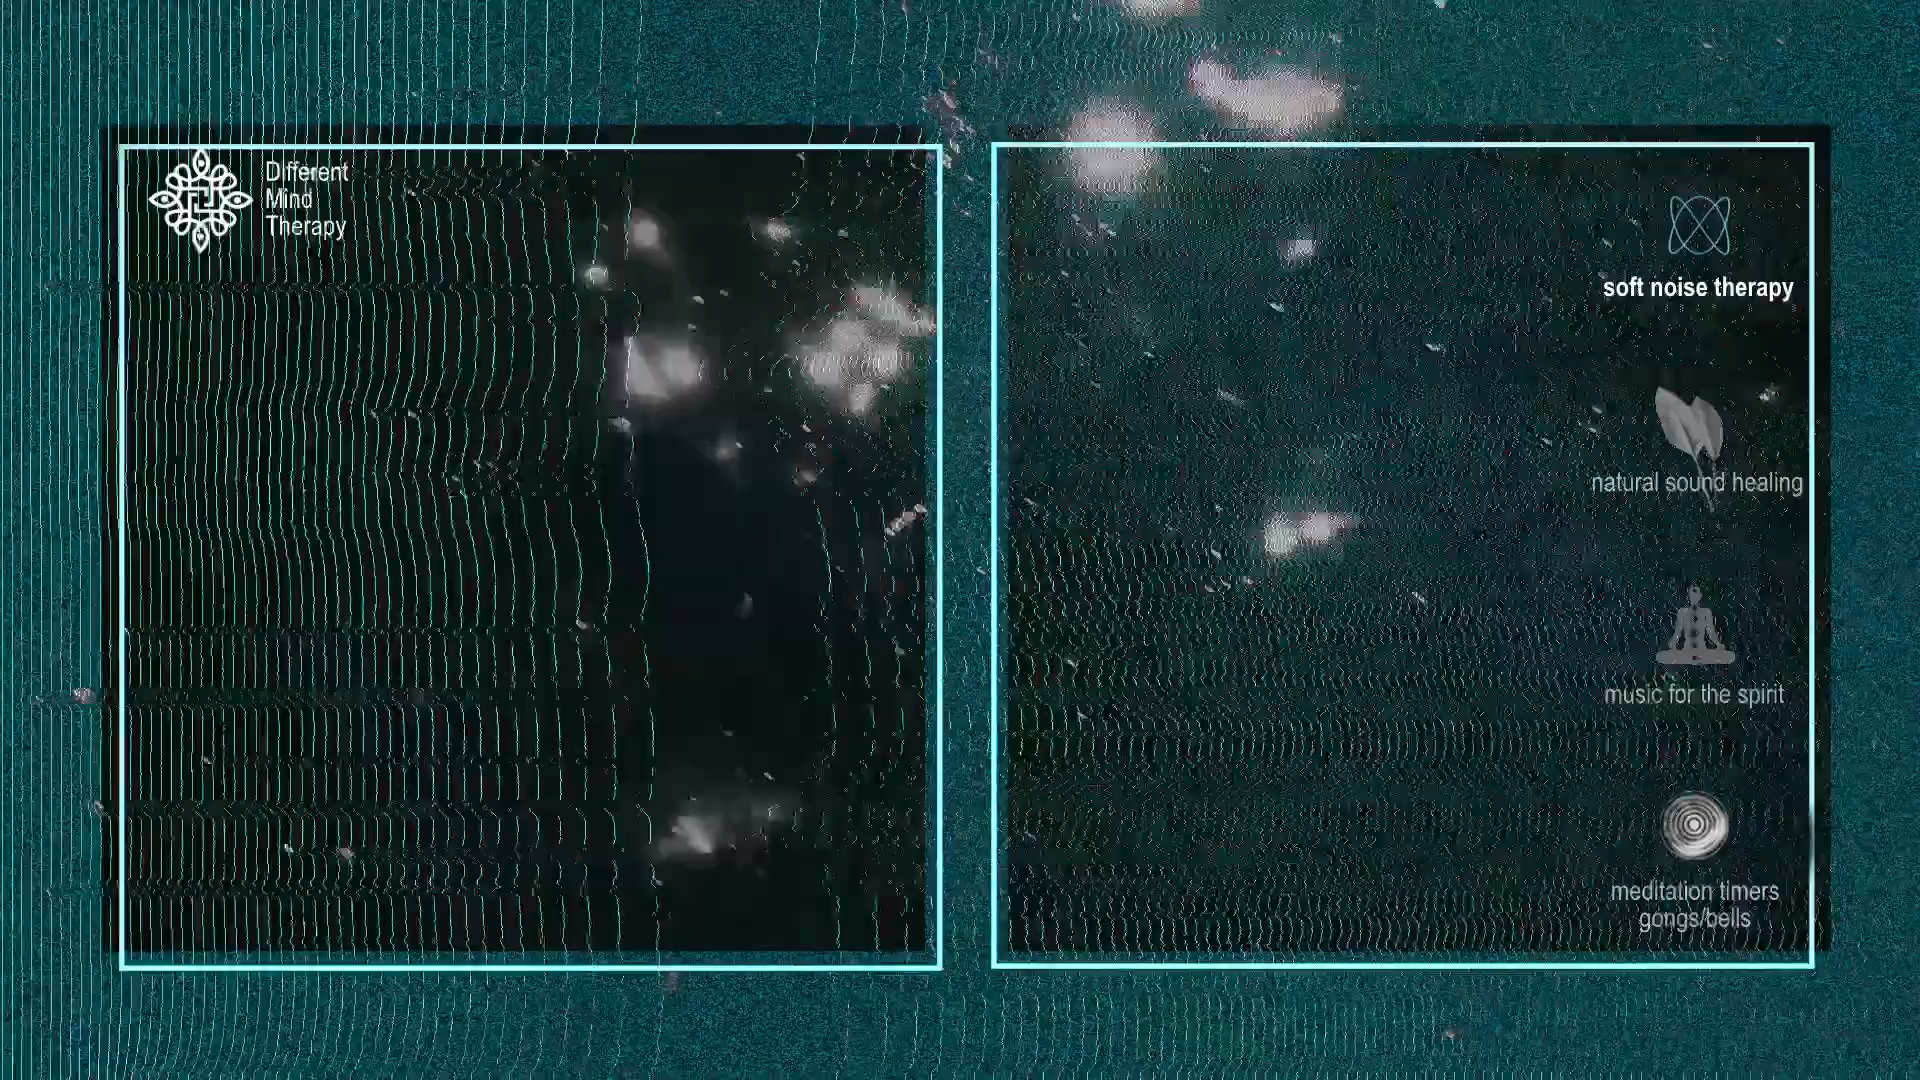 Different
Mind
Therapy
soft noise therapy
natural sound healing
music for the spirit
meditation timers
gongs/bells